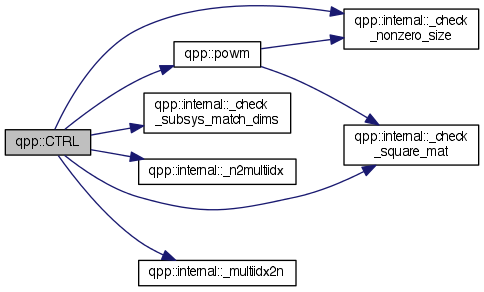 qpp::internal::_check
_nonzero_size
qpp::powm
qpp::internal::_check
_subsys_match_dims
qpp::CTRL
qpp::internal::_check
_square_mat
qpp::internal::_n2multiidx
qpp::internal::_multiidx2n